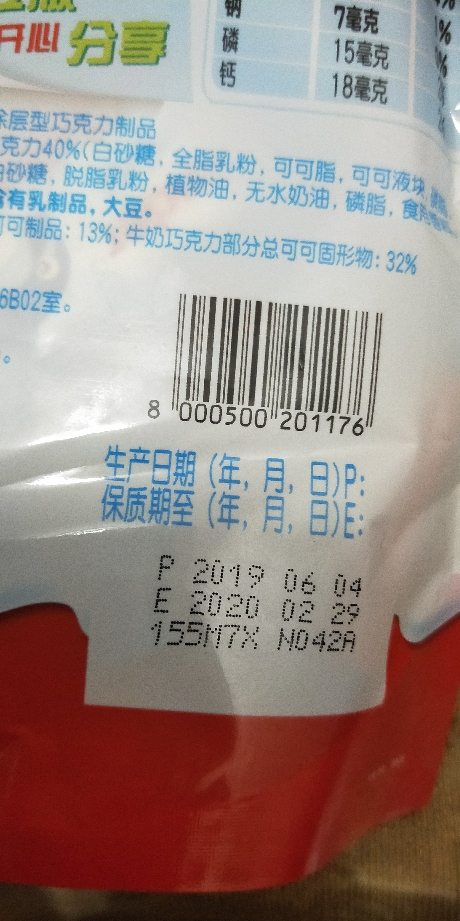 开心分享
钠 7毫克
磷 15毫克
钙 18毫克
涂层型巧克力制品
克力40%(白砂糖, 全脂乳粉, 可可脂, 可可液块,
白砂糖, 脱脂乳粉, 植物油, 无水奶油, 磷脂, 食用
含有乳制品, 大豆。
可可制品: 13%; 牛奶巧克力部分总可可固形物: 32%
6B02室。
8 000500 201176
生产日期 (年, 月, 日)P:
保质期至 (年, 月, 日)E:
P 2019 06 04
E 2020 02 29
155M7X N042A